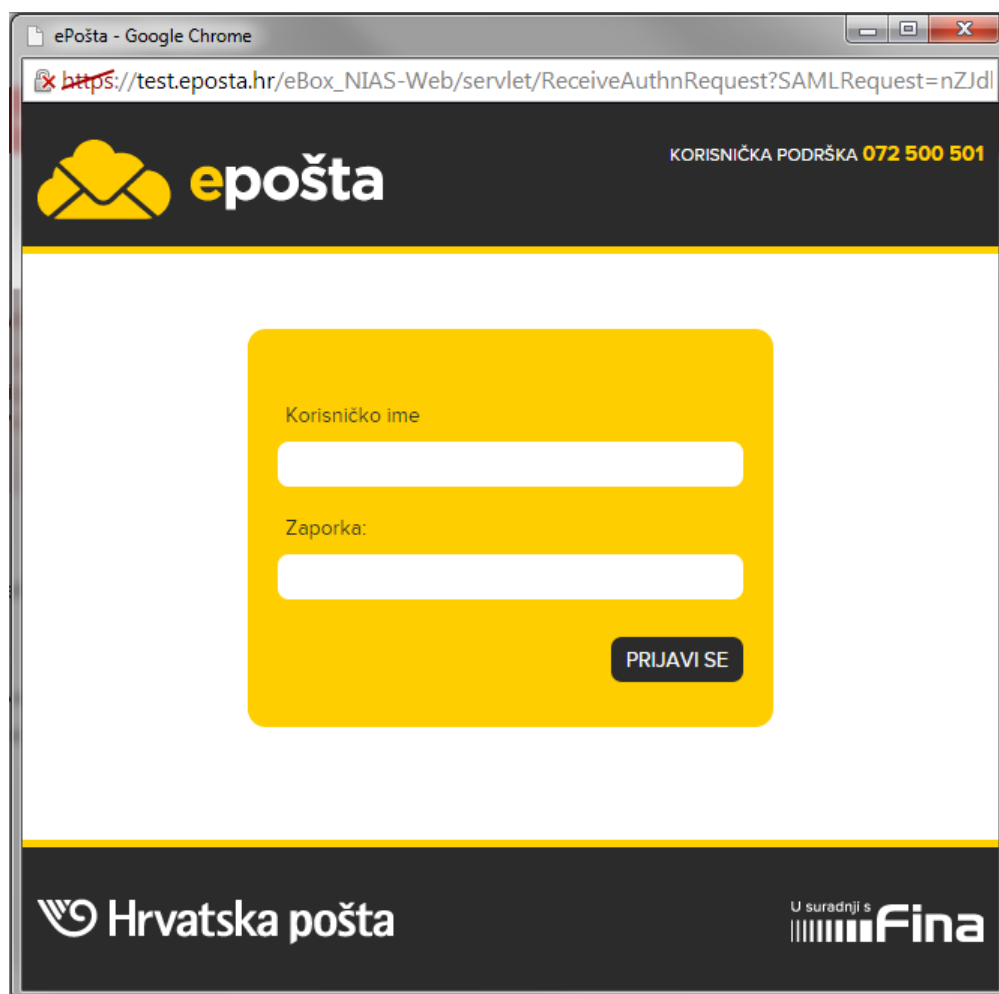 ePošta - Google Chrome
https://test.eposta.hr/eBox_NIAS-Web/servlet/ReceiveAuthnRequest?SAMLRequest=nZJdl
epošta
KORISNIČKA PODRŠKA 072 500 501
Korisničko ime
Zaporka:
PRIJAVI SE
Hrvatska pošta
U suradnji s
Fina